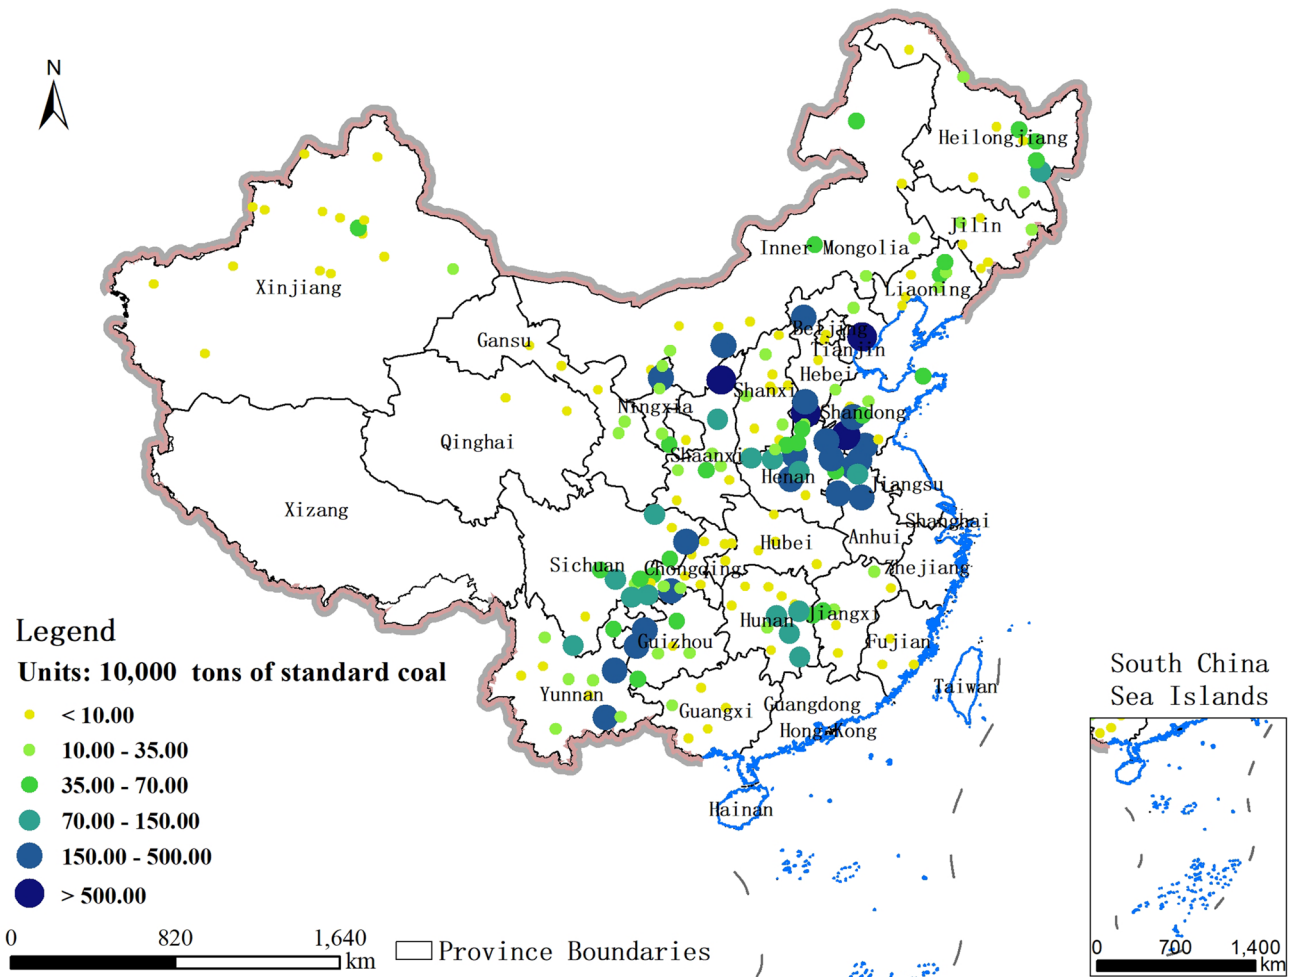 N
Heilongjiang
Jilin
Inner Mongolia
Liaoning
Xinjiang
Beijing
Tianjin
Gansu
Hebei
Shanxi
Ningxia
Shandong
Qinghai
Shaanxi
Henan
Jiangsu
Xizang
Shanghai
Hubei
Anhui
Sichuan
Chongqing
Zhejiang
Hunan
Jiangxi
Guizhou
Fujian
Taiwan
Yunnan
Guangxi
Guangdong
Hong Kong
Hainan
Legend
Units: 10,000 tons of standard coal
< 10.00
10.00 - 35.00
35.00 - 70.00
70.00 - 150.00
150.00 - 500.00
> 500.00
0 820 1,640
km
Province Boundaries
South China
Sea Islands
0 700 1,400
km